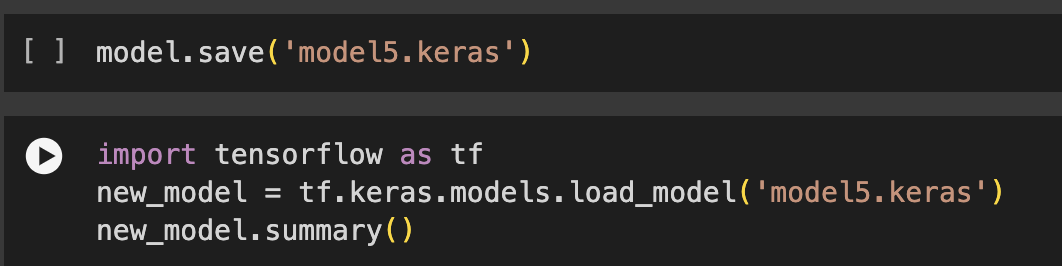 [ ] model.save('model5.keras')
import tensorflow as tf
new_model = tf.keras.models.load_model('model5.keras')
new_model.summary()